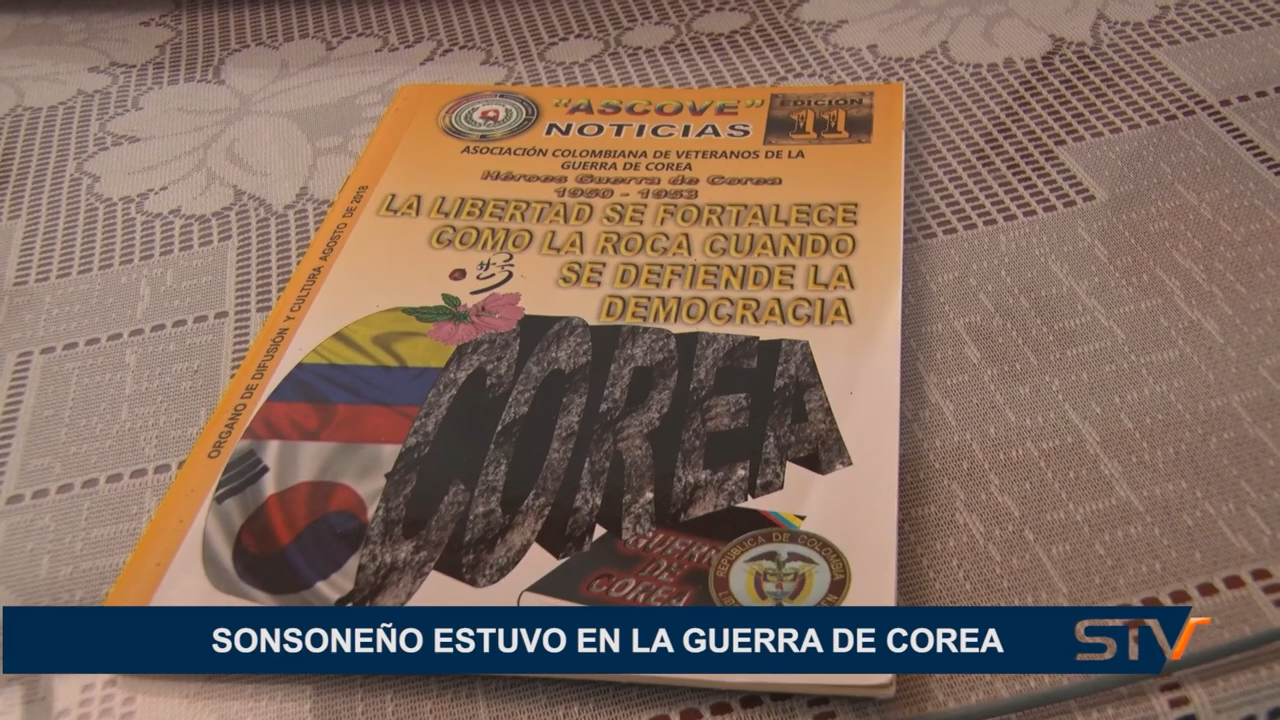 "ASCOVE"
NOTICIAS
EDICIÓN
11
ASOCIACIÓN COLOMBIANA DE VETERANOS DE LA
GUERRA DE COREA
Héroes Guerra de Corea
1950 - 1953
LA LIBERTAD SE FORTALECE
COMO LA ROCA CUANDO
SE DEFIENDE LA
DEMOCRACIA
ORGANO DE DIFUSIÓN Y CULTURA AGOSTO DE 2018
COREA
GUERRA
DE
COREA
REPÚBLICA DE COLOMBIA
SONSONEÑO ESTUVO EN LA GUERRA DE COREA
STV